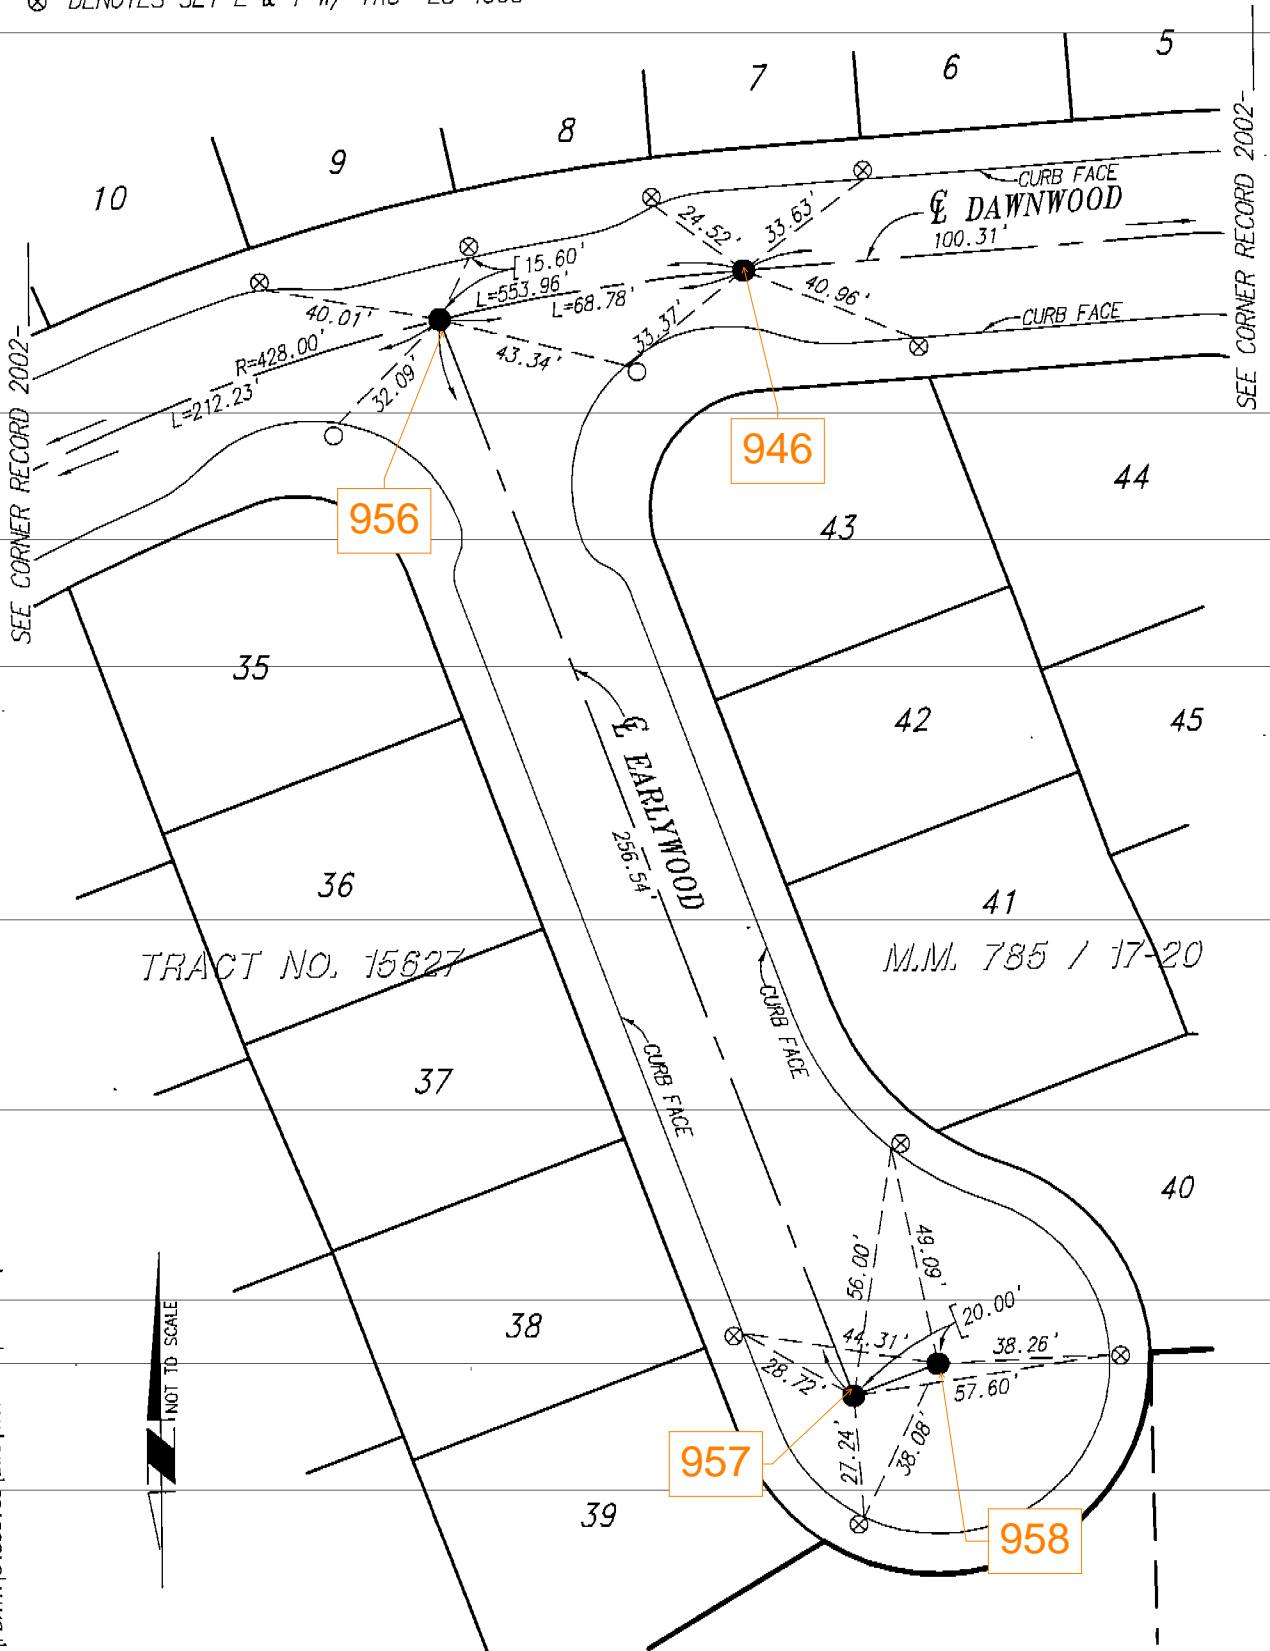 5
7
6
8
9
10
CURB FACE
℄ DAWNWOOD
24.52'
33.63'
100.31'
15.60'
L=553.96'
L=68.78'
40.96'
40.01'
33.37'
CURB FACE
43.34'
R=428.00'
32.09'
L=212.23'
SEE CORNER RECORD 2002-
SEE CORNER RECORD 2002-
946
956
44
43
35
42
45
℄ EARLYWOOD
256.54'
36
41
TRACT NO. 15627
M.M. 785 / 17-20
CURB FACE
CURB FACE
37
40
56.00'
49.09'
20.00'
NOT TO SCALE
38
44.31'
38.26'
28.72'
57.60'
27.24'
38.08'
957
39
958